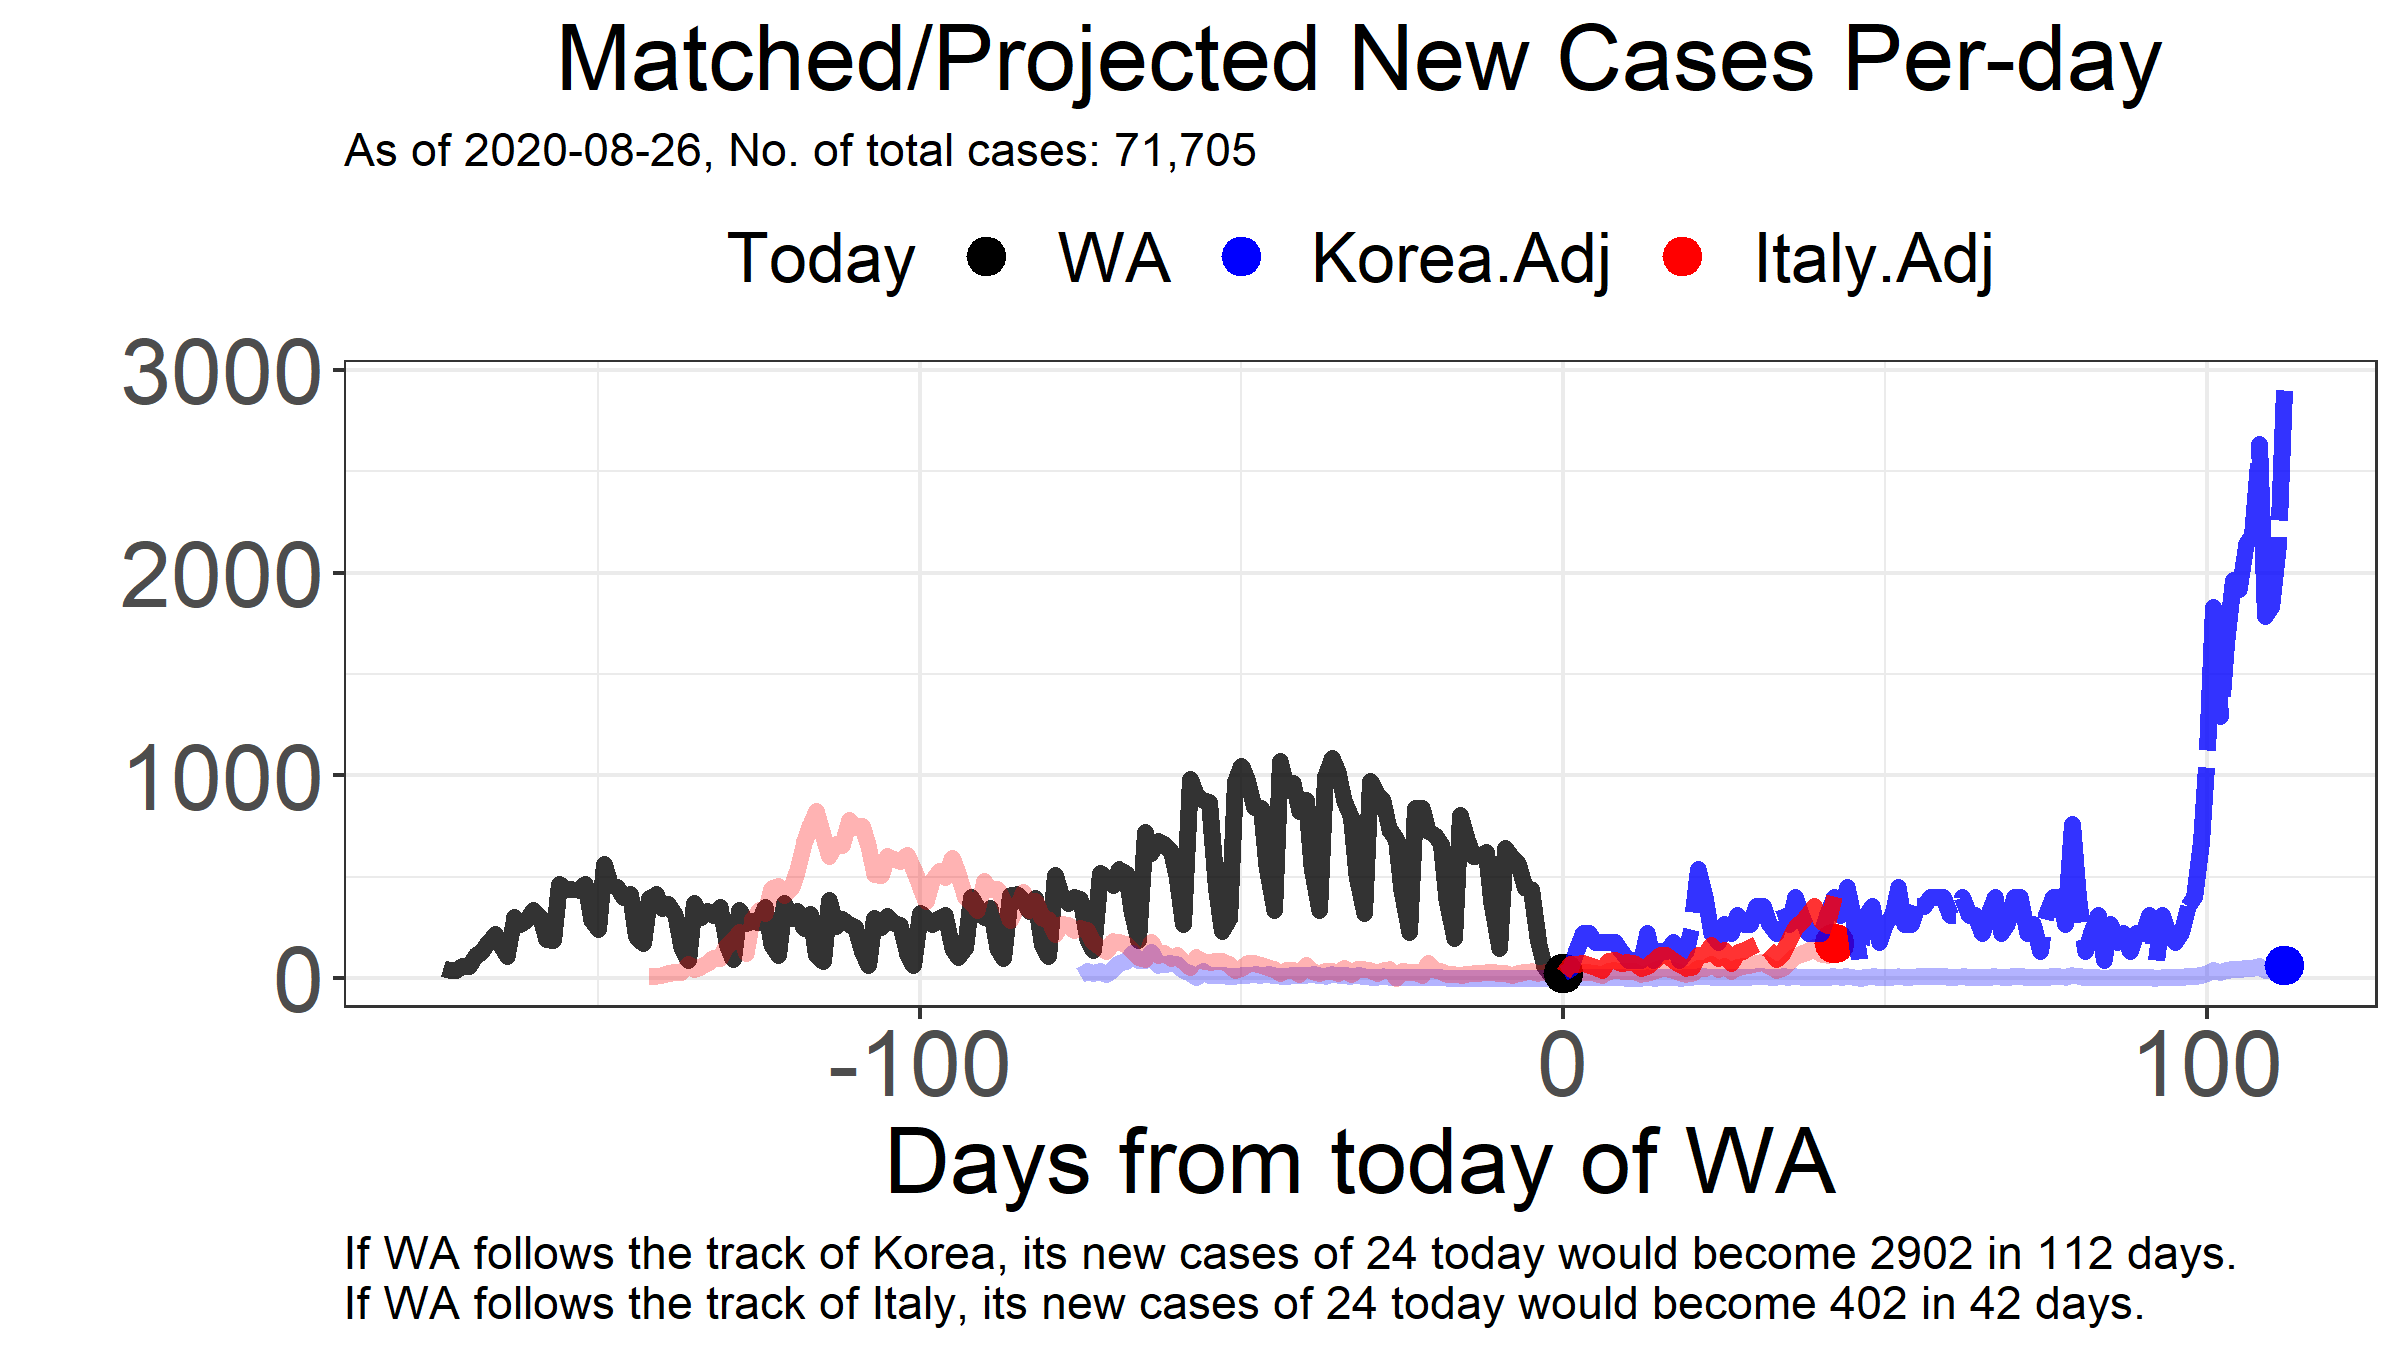 Matched/Projected New Cases Per-day
As of 2020-08-26, No. of total cases: 71,705
Today WA Korea.Adj Italy.Adj
3000
2000
1000
0
-100 0 100
Days from today of WA
If WA follows the track of Korea, its new cases of 24 today would become 2902 in 112 days.
If WA follows the track of Italy, its new cases of 24 today would become 402 in 42 days.